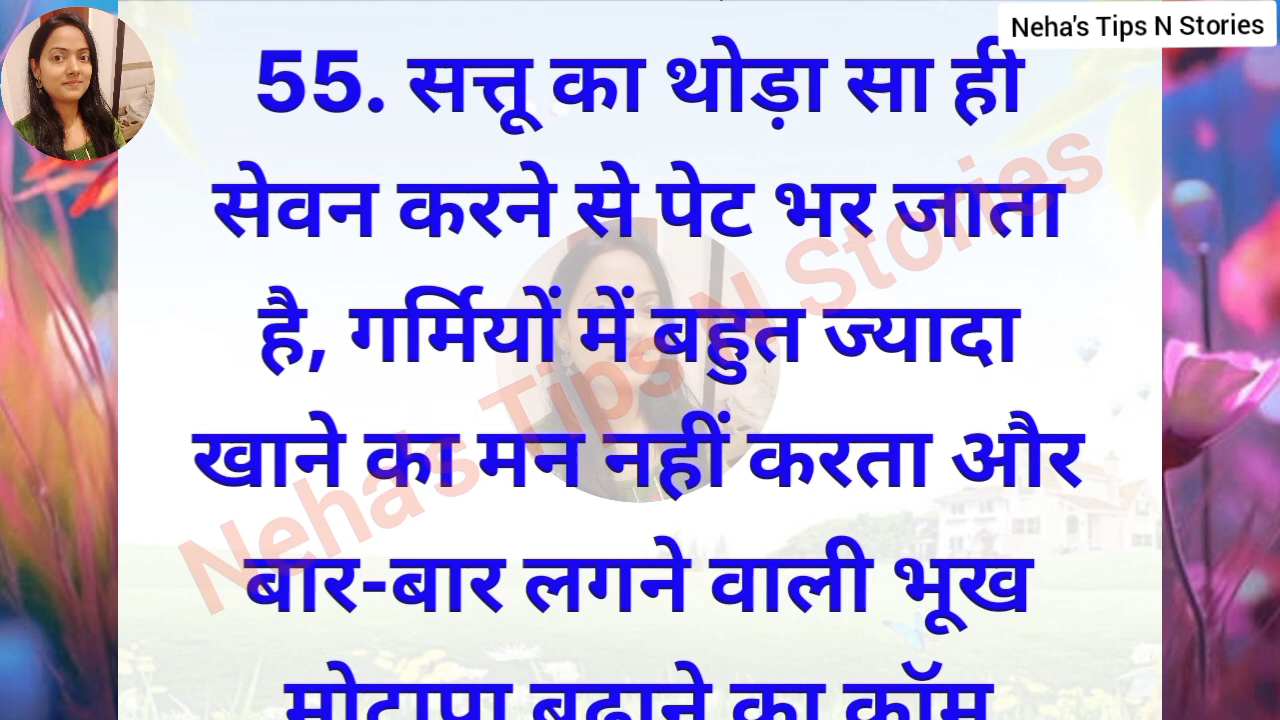 Neha's Tips N Stories
55. सत्तू का थोड़ा सा ही
सेवन करने से पेट भर जाता
है, गर्मियों में बहुत ज्यादा
खाने का मन नहीं करता और
बार-बार लगने वाली भूख
मोटापा बढ़ाने का कॉम
Neha's Tips N Stories